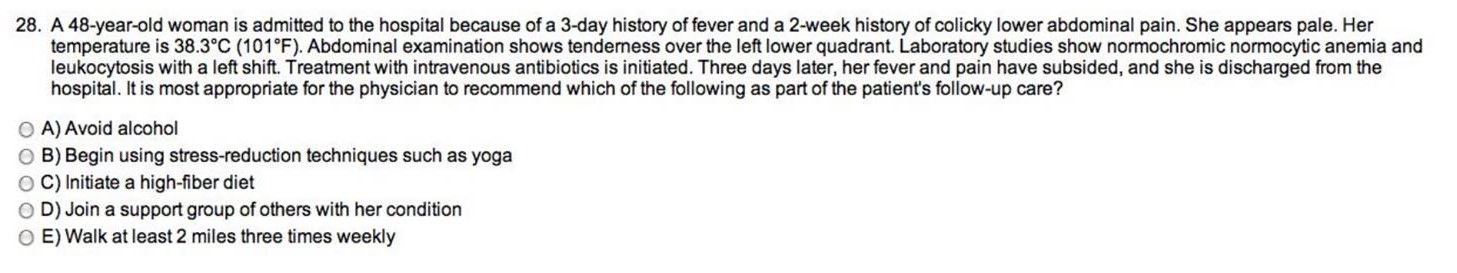 28. A 48-year-old woman is admitted to the hospital because of a 3-day history of fever and a 2-week history of colicky lower abdominal pain. She appears pale. Her
temperature is 38.3°C (101°F). Abdominal examination shows tenderness over the left lower quadrant. Laboratory studies show normochromic normocytic anemia and
leukocytosis with a left shift. Treatment with intravenous antibiotics is initiated. Three days later, her fever and pain have subsided, and she is discharged from the
hospital. It is most appropriate for the physician to recommend which of the following as part of the patient's follow-up care?
A) Avoid alcohol
B) Begin using stress-reduction techniques such as yoga
C) Initiate a high-fiber diet
D) Join a support group of others with her condition
E) Walk at least 2 miles three times weekly